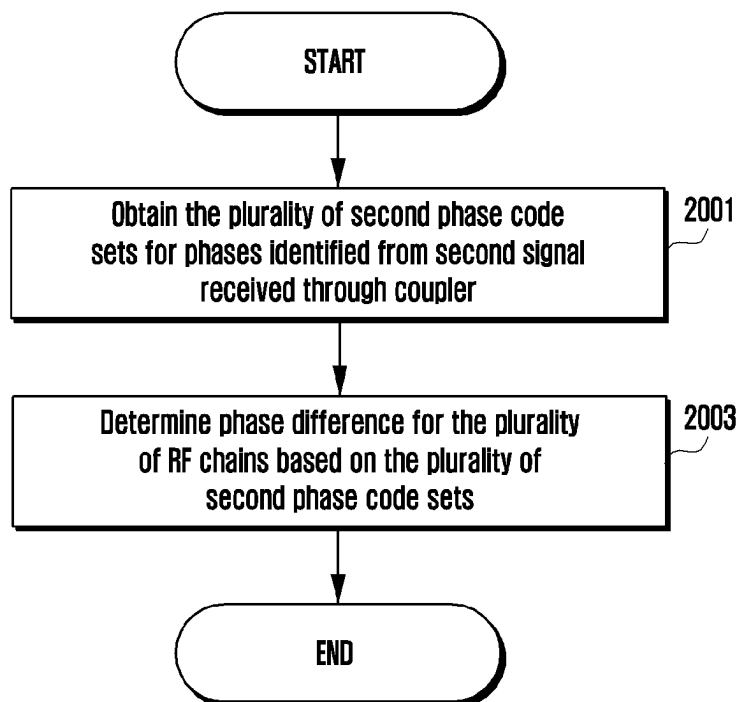 START
Obtain the plurality of second phase code
sets for phases identified from second signal
received through coupler
2001
Determine phase difference for the plurality
of RF chains based on the plurality of
second phase code sets
2003
END